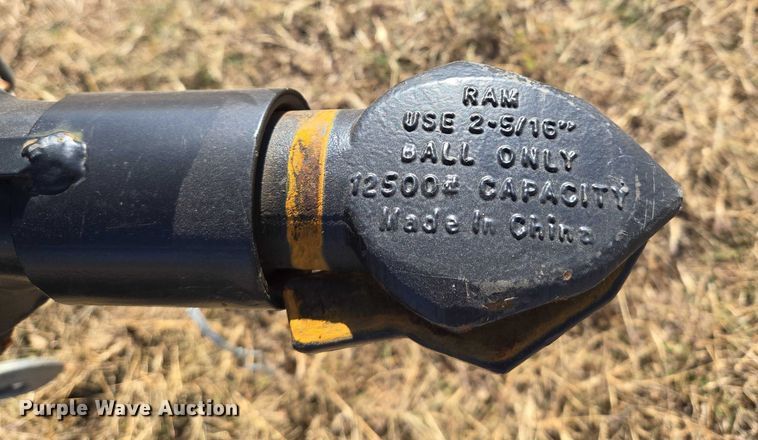 RAM
USE 2-5/16"
BALL ONLY
12500# CAPACITY
Made In China
Purple Wave Auction